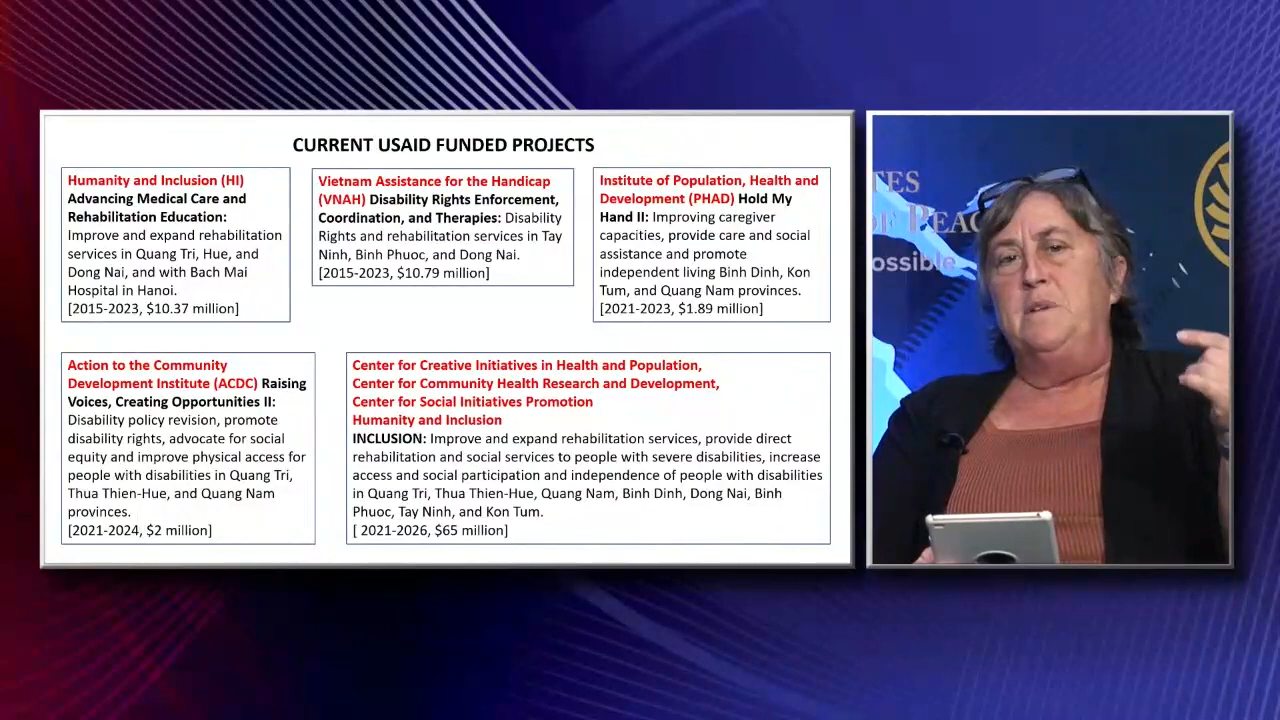 CURRENT USAID FUNDED PROJECTS
Humanity and Inclusion (HI)
Advancing Medical Care and
Rehabilitation Education:
Improve and expand rehabilitation
services in Quang Tri, Hue, and
Dong Nai, and with Bach Mai
Hospital in Hanoi.
[2015-2023, $10.37 million]
Vietnam Assistance for the Handicap
(VNAH) Disability Rights Enforcement,
Coordination, and Therapies: Disability
Rights and rehabilitation services in Tay
Ninh, Binh Phuoc, and Dong Nai.
[2015-2023, $10.79 million]
Institute of Population, Health and
Development (PHAD) Hold My
Hand II: Improving caregiver
capacities, provide care and social
assistance and promote
independent living Binh Dinh, Kon
Tum, and Quang Nam provinces.
[2021-2023, $1.89 million]
Action to the Community
Development Institute (ACDC) Raising
Voices, Creating Opportunities II:
Disability policy revision, promote
disability rights, advocate for social
equity and improve physical access for
people with disabilities in Quang Tri,
Thua Thien-Hue, and Quang Nam
provinces.
[2021-2024, $2 million]
Center for Creative Initiatives in Health and Population,
Center for Community Health Research and Development,
Center for Social Initiatives Promotion
Humanity and Inclusion
INCLUSION: Improve and expand rehabilitation services, provide direct
rehabilitation and social services to people with severe disabilities, increase
access and social participation and independence of people with disabilities
in Quang Tri, Thua Thien-Hue, Quang Nam, Binh Dinh, Dong Nai, Binh
Phuoc, Tay Ninh, and Kon Tum.
[ 2021-2026, $65 million]
TES
OF PEAC
ossible